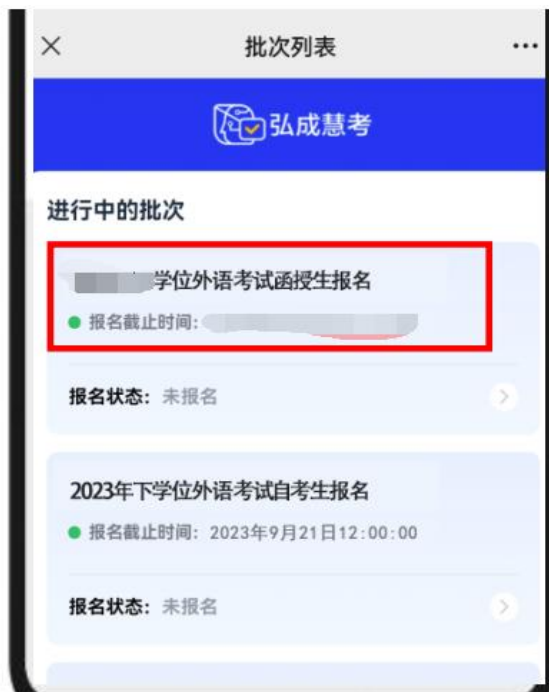 批次列表
弘成慧考
进行中的批次
学位外语考试函授生报名
报名截止时间:
报名状态: 未报名
2023年下学位外语考试自考生报名
报名截止时间: 2023年9月21日12:00:00
报名状态: 未报名